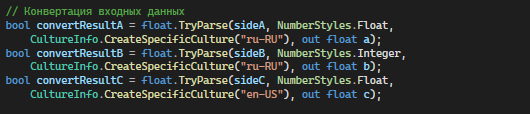 // Конвертация входных данных
bool convertResultA = float.TryParse(sideA, NumberStyles.Float,
    CultureInfo.CreateSpecificCulture("ru-RU"), out float a);
bool convertResultB = float.TryParse(sideB, NumberStyles.Integer,
    CultureInfo.CreateSpecificCulture("ru-RU"), out float b);
bool convertResultC = float.TryParse(sideC, NumberStyles.Float,
    CultureInfo.CreateSpecificCulture("en-US"), out float c);